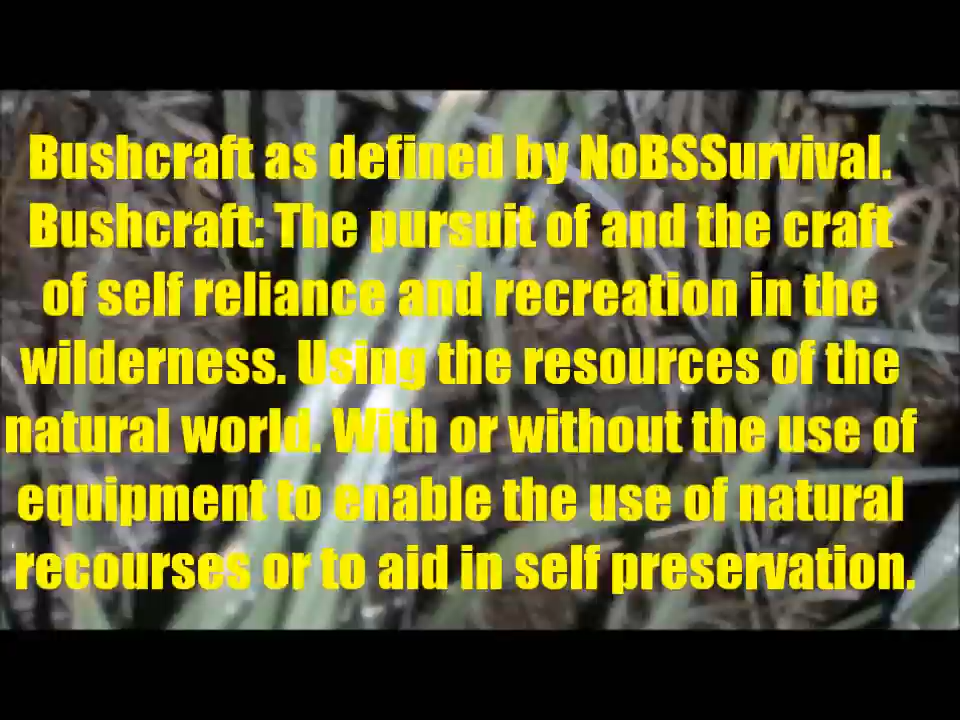 Bushcraft as defined by NoBSSurvival.
Bushcraft: The pursuit of and the craft
of self reliance and recreation in the
wilderness. Using the resources of the
natural world. With or without the use of
equipment to enable the use of natural
recourses or to aid in self preservation.